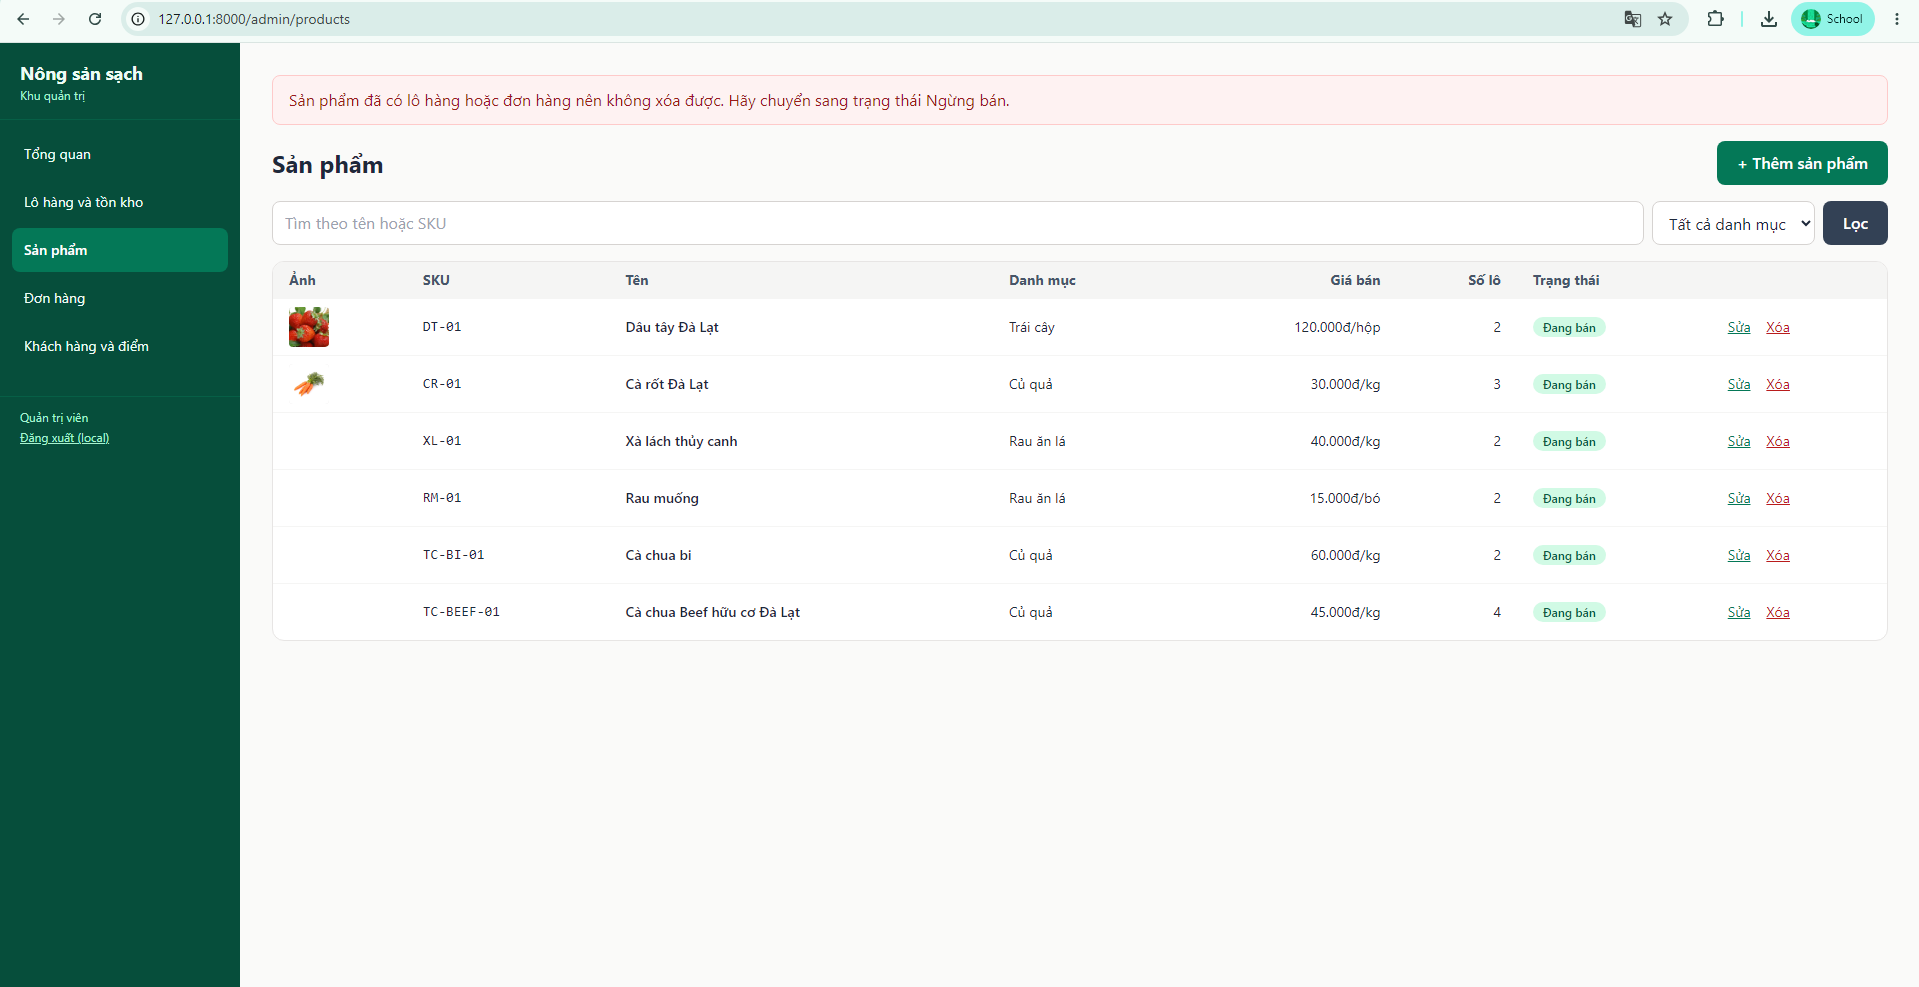 127.0.0.1:8000/admin/products
School
Nông sản sạch
Khu quản trị
Tổng quan
Lô hàng và tồn kho
Sản phẩm
Đơn hàng
Khách hàng và điểm
Quản trị viên
Đăng xuất (local)
Sản phẩm đã có lô hàng hoặc đơn hàng nên không xóa được. Hãy chuyển sang trạng thái Ngừng bán.
Sản phẩm
+ Thêm sản phẩm
Tìm theo tên hoặc SKU
Tất cả danh mục
Lọc
Ảnh SKU Tên Danh mục Giá bán Số lô Trạng thái
DT-01 Dâu tây Đà Lạt Trái cây 120.000đ/hộp 2 Đang bán Sửa Xóa
CR-01 Cà rốt Đà Lạt Củ quả 30.000đ/kg 3 Đang bán Sửa Xóa
XL-01 Xà lách thủy canh Rau ăn lá 40.000đ/kg 2 Đang bán Sửa Xóa
RM-01 Rau muống Rau ăn lá 15.000đ/bó 2 Đang bán Sửa Xóa
TC-BI-01 Cà chua bi Củ quả 60.000đ/kg 2 Đang bán Sửa Xóa
TC-BEEF-01 Cà chua Beef hữu cơ Đà Lạt Củ quả 45.000đ/kg 4 Đang bán Sửa Xóa